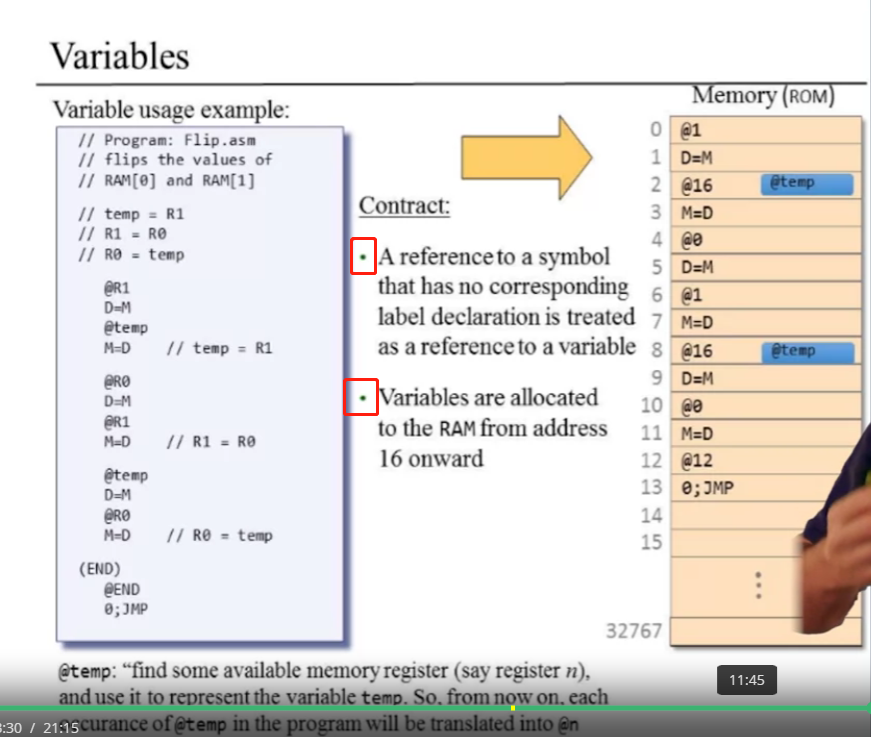 Variables
Variable usage example:
// Program: Flip.asm
// flips the values of
// RAM[0] and RAM[1]
// temp = R1
// R1 = R0
// R0 = temp
@R1
D=M
@temp
M=D // temp = R1
@R0
D=M
@R1
M=D // R1 = R0
@temp
D=M
@R0
M=D // R0 = temp
(END)
@END
0;JMP
Contract:
• A reference to a symbol
that has no corresponding
label declaration is treated
as a reference to a variable
• Variables are allocated
to the RAM from address
16 onward
Memory (ROM)
0 @1
1 D=M
2 @16 @temp
3 M=D
4 @0
5 D=M
6 @1
7 M=D
8 @16 @temp
9 D=M
10 @0
11 M=D
12 @12
13 0;JMP
14
15
32767
@temp: “find some available memory register (say register n),
and use it to represent the variable temp. So, from now on, each
occurance of @temp in the program will be translated into @n
11:45
:30 / 21:15